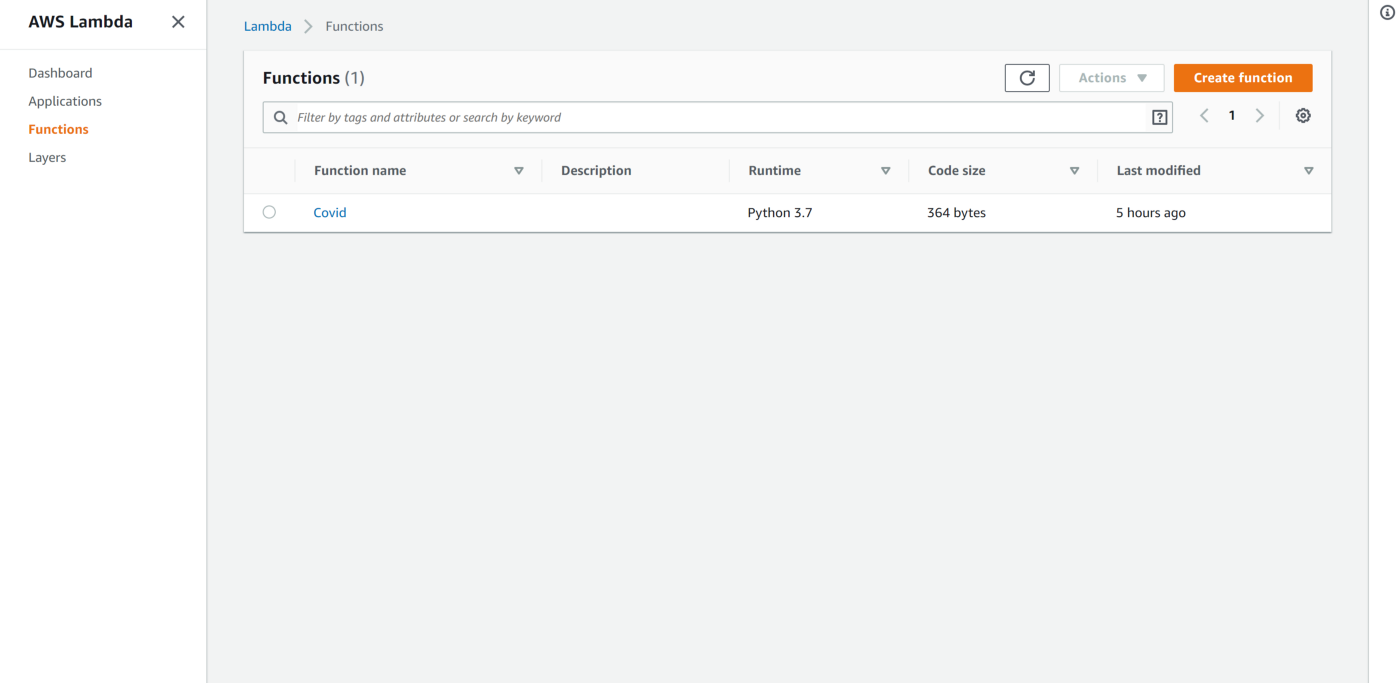 AWS Lambda
Dashboard
Applications
Functions
Layers
Lambda > Functions
Functions (1)
Actions
Create function
Filter by tags and attributes or search by keyword
1
Function name Description Runtime Code size Last modified
Covid Python 3.7 364 bytes 5 hours ago